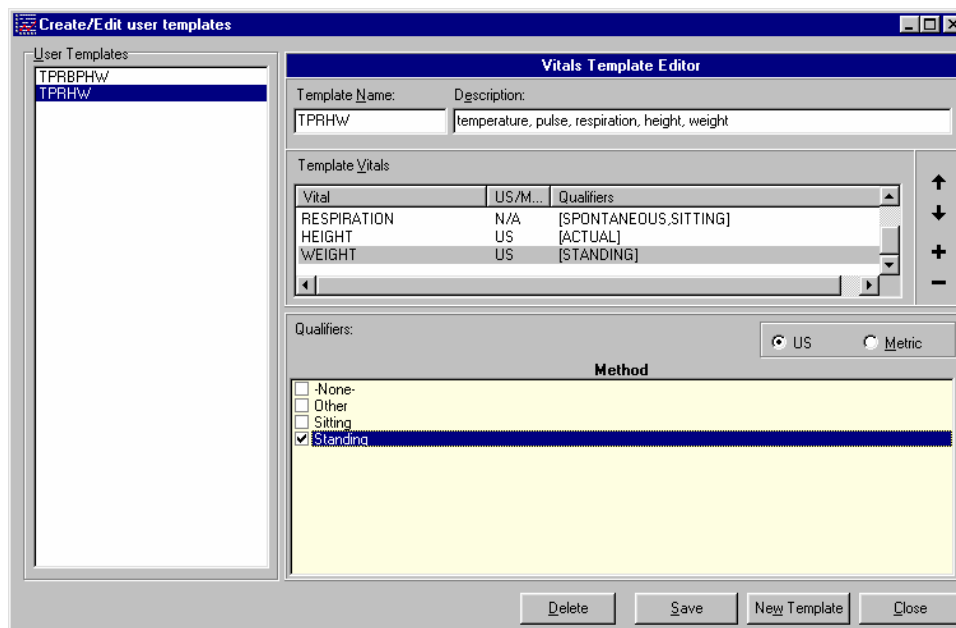 Create/Edit user templates
User Templates
TPRBPHW
TPRHW
Vitals Template Editor
Template Name: Description:
TPRHW temperature, pulse, respiration, height, weight
Template Vitals
Vital US/M... Qualifiers
RESPIRATION N/A [SPONTANEOUS,SITTING]
HEIGHT US [ACTUAL]
WEIGHT US [STANDING]
Qualifiers:
US Metric
Method
-None-
Other
Sitting
Standing
Delete Save New Template Close